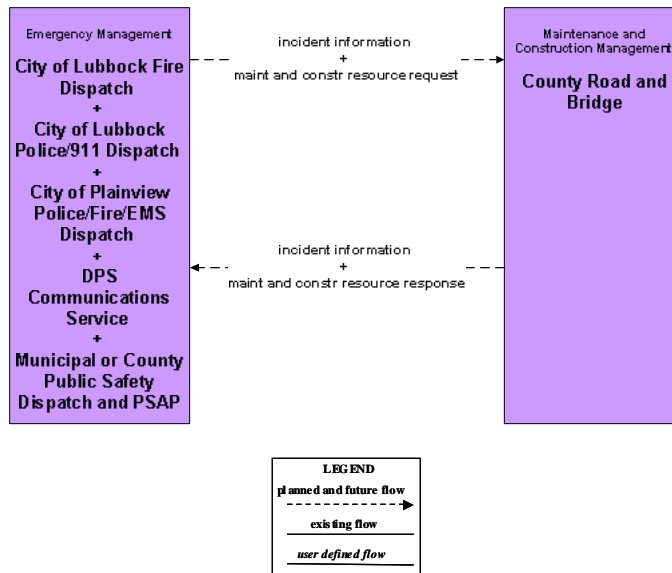 Emergency Management
City of Lubbock Fire
Dispatch
+
City of Lubbock
Police/911 Dispatch
+
City of Plainview
Police/Fire/EMS
Dispatch
+
DPS
Communications
Service
+
Municipal or County
Public Safety
Dispatch and PSAP
incident information
+
maint and constr resource request
incident information
+
maint and constr resource response
Maintenance and
Construction Management
County Road and
Bridge
LEGEND
planned and future flow
existing flow
user defined flow